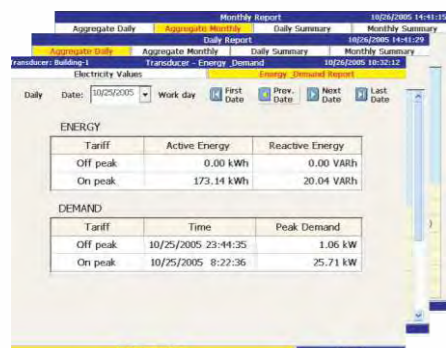 Monthly Report 10/26/2005 14:41:15
Aggregate Daily Aggregate Monthly Daily Summary Monthly Summary
Daily Report 10/26/2005 14:41:29
Aggregate Daily Aggregate Monthly Daily Summary Monthly Summary
Transducer: Building-1 Transducer - Energy_Demand 10/26/2005 10:32:12
Electricity Values Energy_Demand Report
Daily Date: 10/25/2005 Work day First Date Prev. Date Next Date Last Date
ENERGY
Tariff Active Energy Reactive Energy
Off peak 0.00 kWh 0.00 VARh
On peak 173.14 kWh 20.04 VARh
DEMAND
Tariff Time Peak Demand
Off peak 10/25/2005 23:44:35 1.06 kW
On peak 10/25/2005 8:22:36 25.71 kW